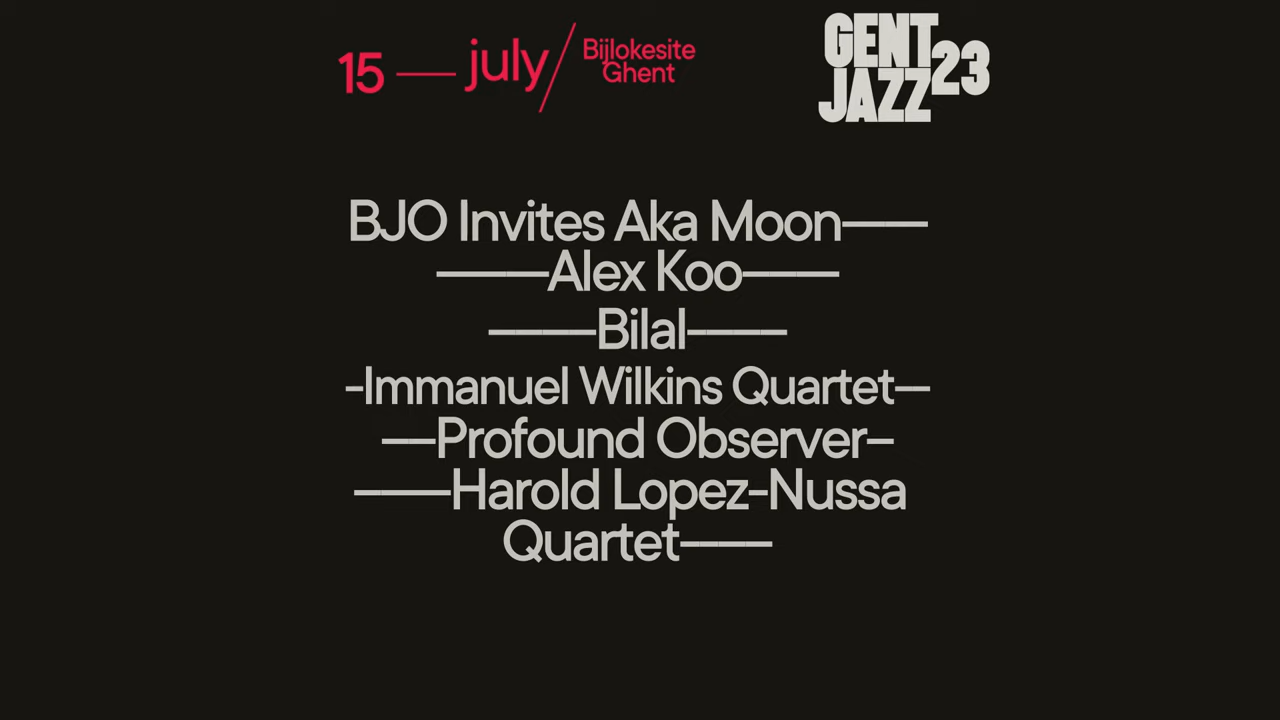 15 — july/
Bijlokesite
Ghent
GENT
JAZZ 23
BJO Invites Aka Moon——
———Alex Koo———
————Bilal————
-Immanuel Wilkins Quartet—
——Profound Observer—
———Harold Lopez-Nussa
Quartet———